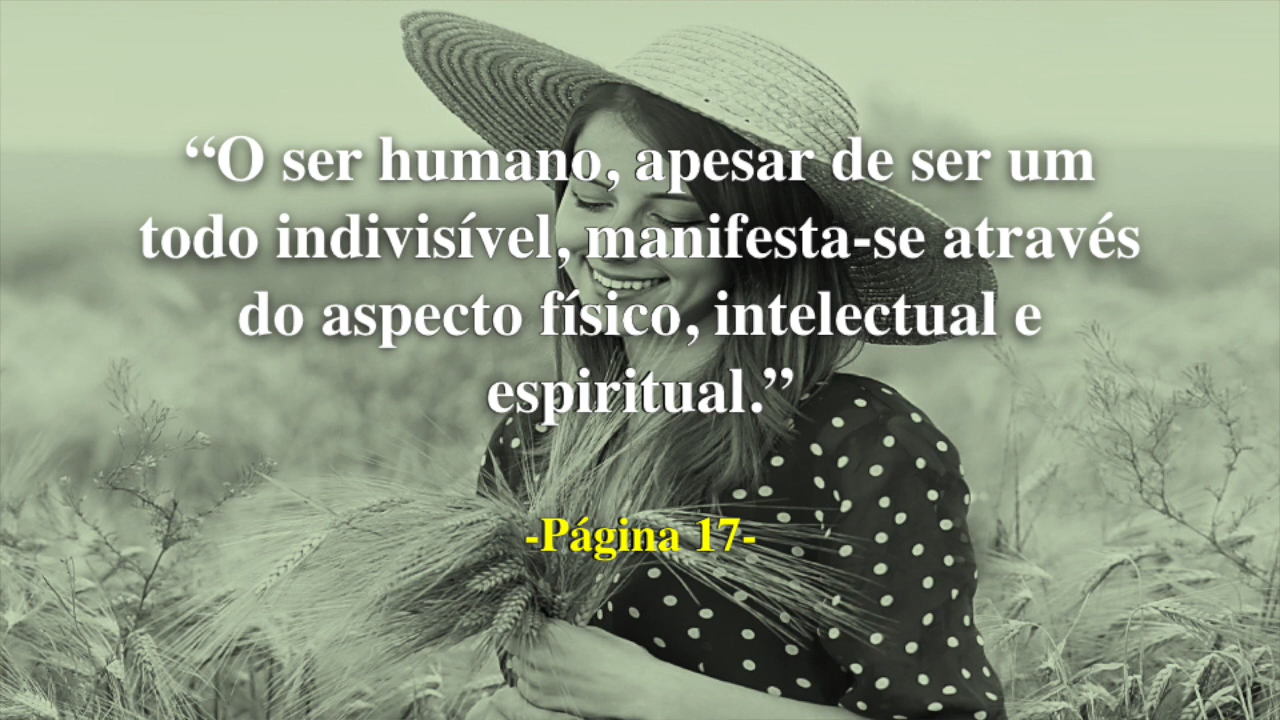 “O ser humano, apesar de ser um
todo indivisível, manifesta-se através
do aspecto físico, intelectual e
espiritual.”
-Página 17-